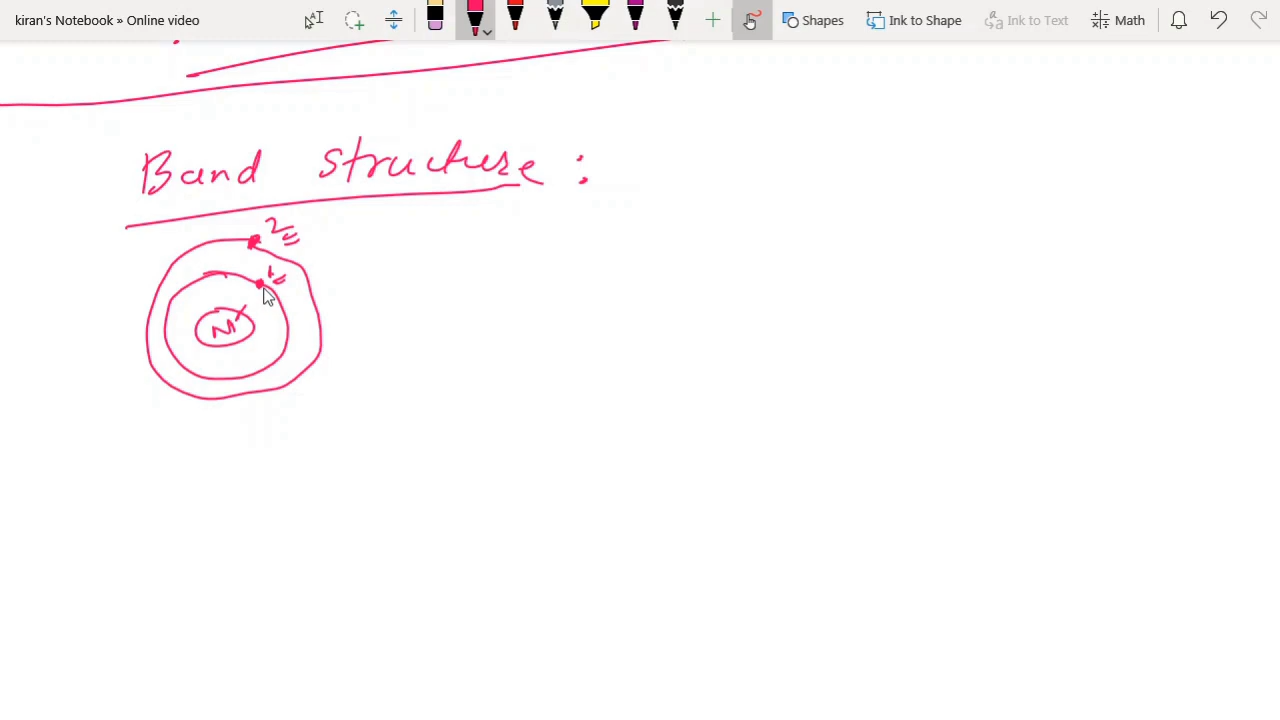 kiran's Notebook » Online video
Shapes
Ink to Shape
Ink to Text
Math
Band structure :
2e
1e
N